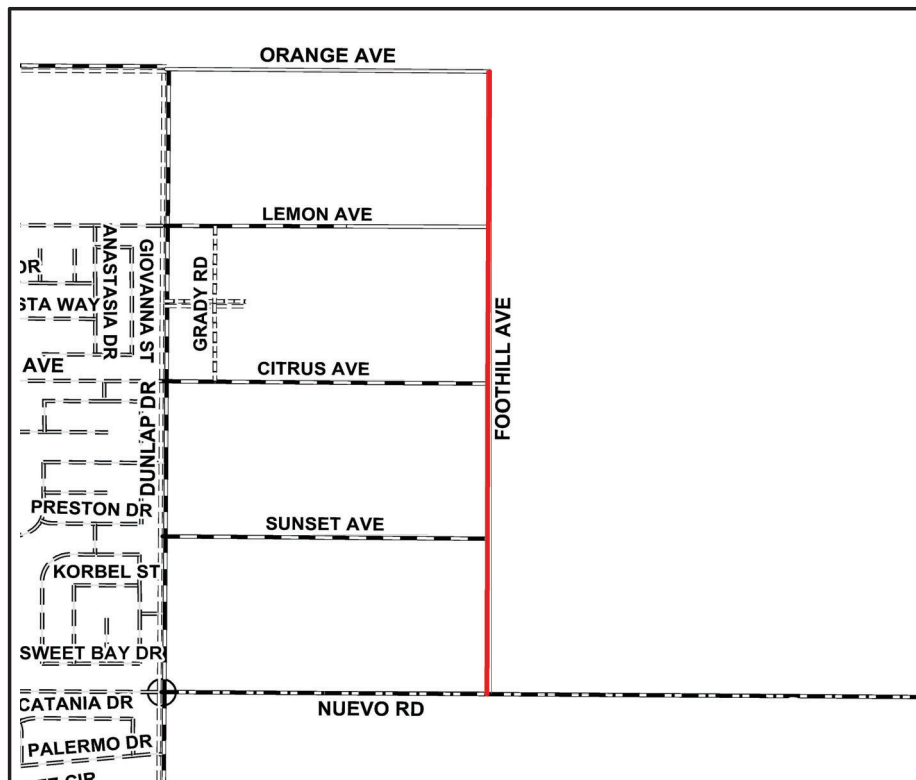 ORANGE AVE
LEMON AVE
ANASTASIA DR
GIOVANNA ST
DR
STA WAY
GRADY RD
FOOTHILL AVE
AVE
CITRUS AVE
DUNLAP DR
PRESTON DR
SUNSET AVE
KORBEL ST
SWEET BAY DR
CATANIA DR
NUEVO RD
PALERMO DR
CIR